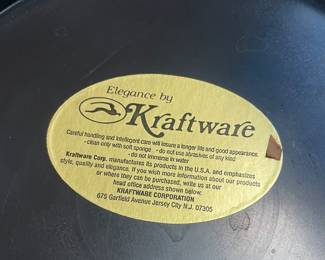 Elegance by
Kraftware
Careful handling and intelligent care will insure a longer life and good appearance.
- clean only with soft sponge - do not use abrasives of any kind
- do not immerse in water
Kraftware Corp. manufactures its products in the U.S.A. and emphasizes
style, quality and elegance. If you wish more information about our products
or where they can be purchased, write us at our
head office address shown below.
KRAFTWARE CORPORATION
675 Garfield Avenue Jersey City N.J. 07305